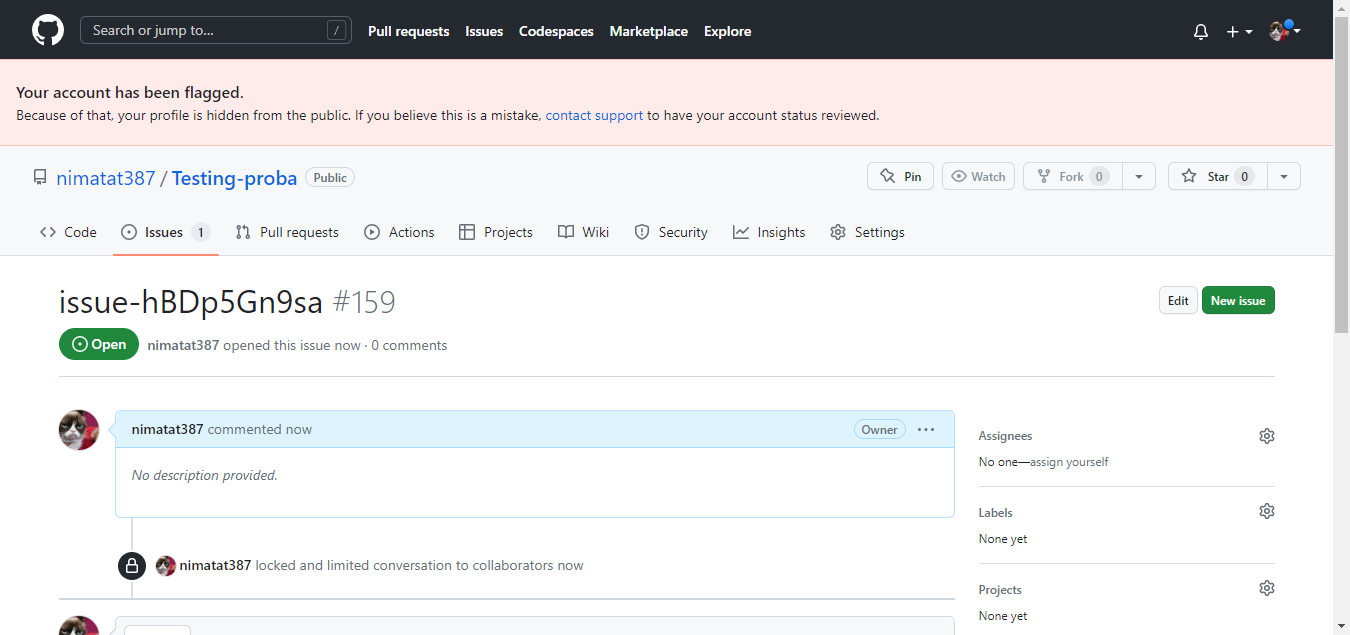 Search or jump to... / Pull requests Issues Codespaces Marketplace Explore
Your account has been flagged.
Because of that, your profile is hidden from the public. If you believe this is a mistake, contact support to have your account status reviewed.
nimatat387 / Testing-proba Public Pin Watch Fork 0 Star 0
Code Issues 1 Pull requests Actions Projects Wiki Security Insights Settings
issue-hBDp5Gn9sa #159 Edit New issue
Open nimatat387 opened this issue now · 0 comments
nimatat387 commented now Owner
No description provided.
nimatat387 locked and limited conversation to collaborators now
Assignees
No one—assign yourself
Labels
None yet
Projects
None yet